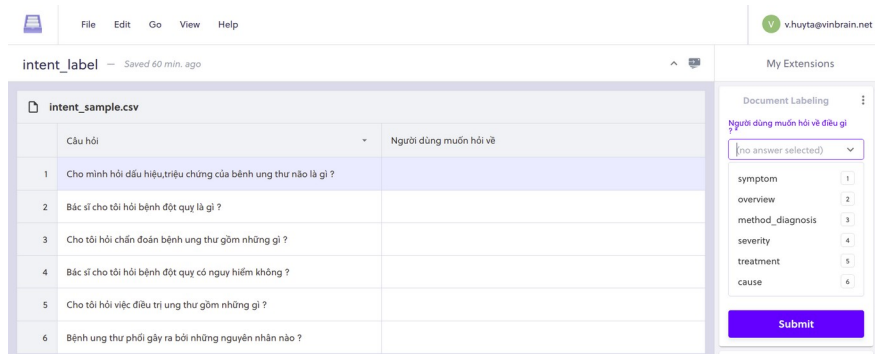 File Edit Go View Help
V v.huyta@vinbrain.net
intent_label – Saved 60 min. ago
My Extensions
intent_sample.csv
Câu hỏi Người dùng muốn hỏi về
1 Cho mình hỏi dấu hiệu,triệu chứng của bênh ung thư não là gì ?
2 Bác sĩ cho tôi hỏi bệnh đột quỵ là gì ?
3 Cho tôi hỏi chẩn đoán bệnh ung thư gồm những gì ?
4 Bác sĩ cho tôi hỏi bệnh đột quỵ có nguy hiểm không ?
5 Cho tôi hỏi việc điều trị ung thư gồm những gì ?
6 Bệnh ung thư phổi gây ra bởi những nguyên nhân nào ?
Document Labeling
Người dùng muốn hỏi về điều gì
? *
(no answer selected)
symptom 1
overview 2
method_diagnosis 3
severity 4
treatment 5
cause 6
Submit